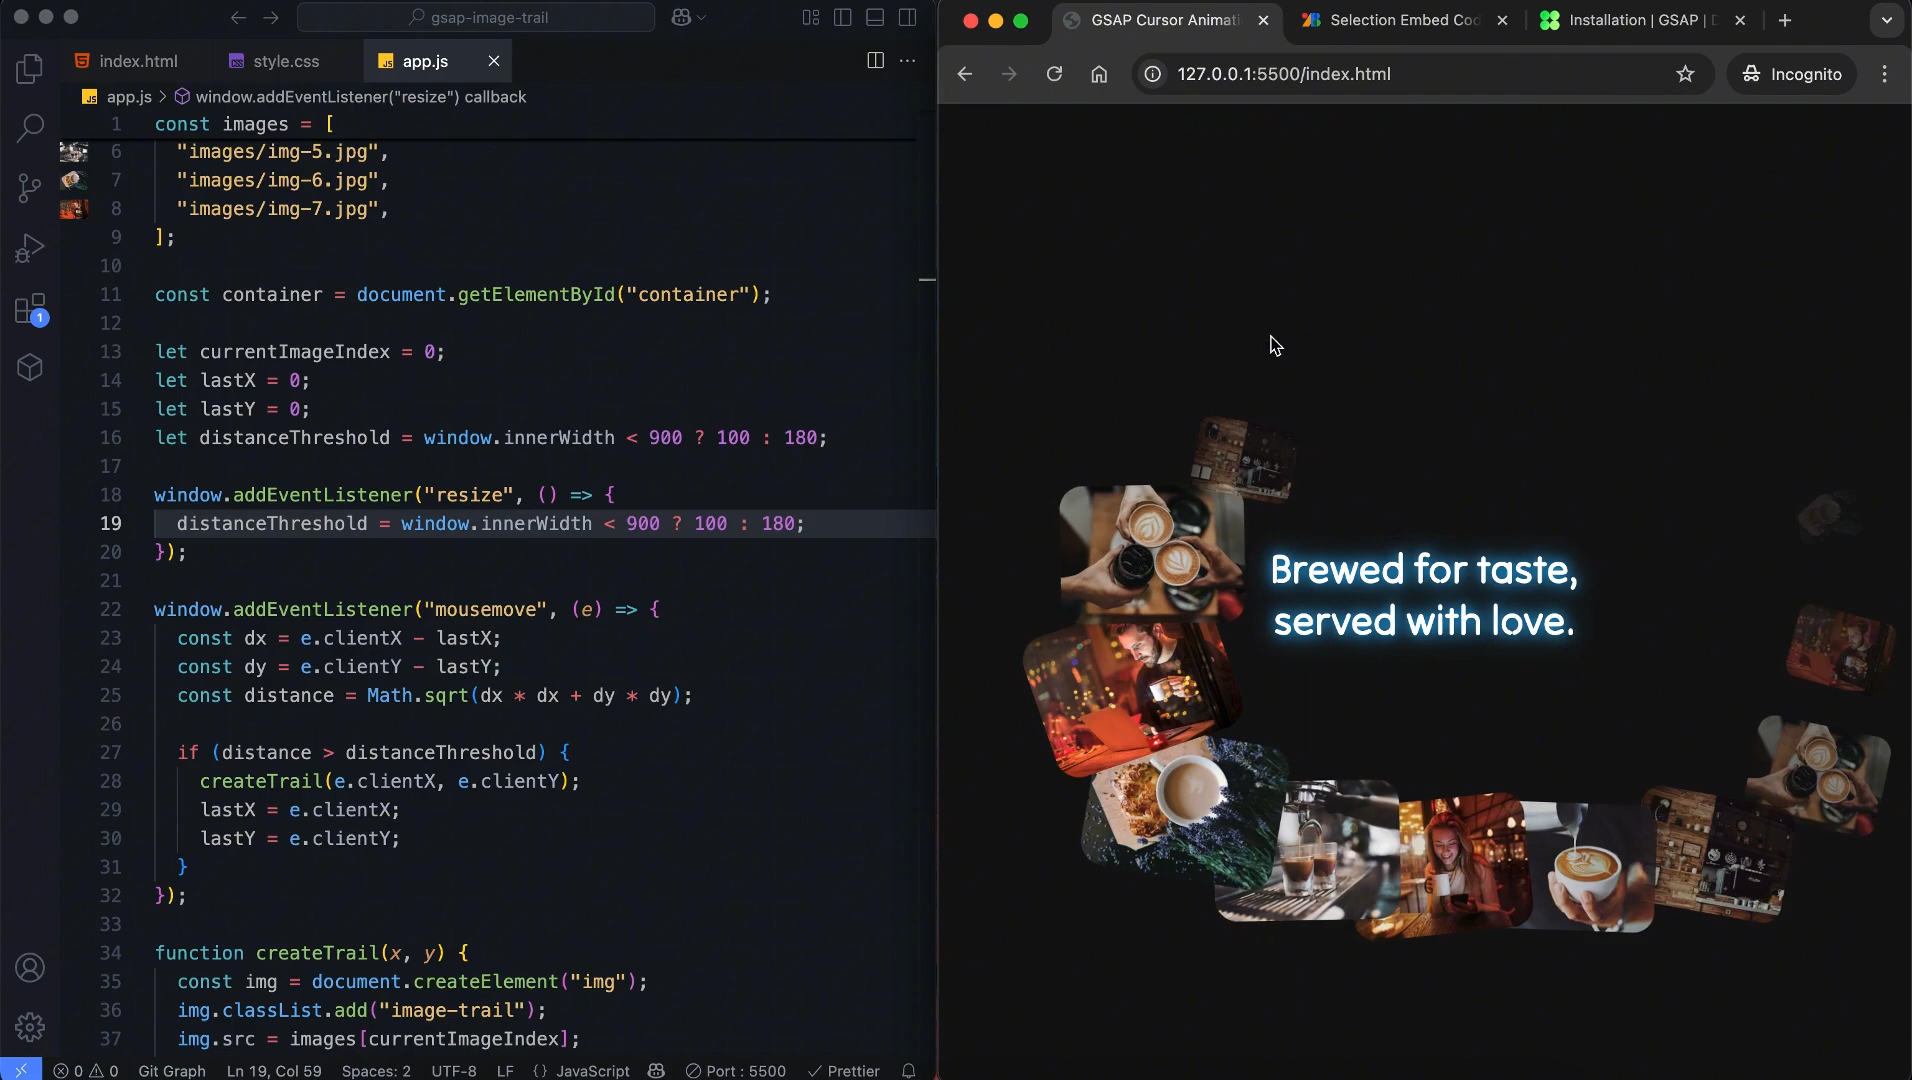 gsap-image-trail
index.html
style.css
app.js
app.js > window.addEventListener("resize") callback
1 const images = [
6 "images/img-5.jpg",
7 "images/img-6.jpg",
8 "images/img-7.jpg",
9 ];
10
11 const container = document.getElementById("container");
12
13 let currentImageIndex = 0;
14 let lastX = 0;
15 let lastY = 0;
16 let distanceThreshold = window.innerWidth < 900 ? 100 : 180;
17
18 window.addEventListener("resize", () => {
19 distanceThreshold = window.innerWidth < 900 ? 100 : 180;
20 });
21
22 window.addEventListener("mousemove", (e) => {
23 const dx = e.clientX - lastX;
24 const dy = e.clientY - lastY;
25 const distance = Math.sqrt(dx * dx + dy * dy);
26
27 if (distance > distanceThreshold) {
28 createTrail(e.clientX, e.clientY);
29 lastX = e.clientX;
30 lastY = e.clientY;
31 }
32 });
33
34 function createTrail(x, y) {
35 const img = document.createElement("img");
36 img.classList.add("image-trail");
37 img.src = images[currentImageIndex];
1
0 0 Git Graph Ln 19, Col 59 Spaces: 2 UTF-8 LF {} JavaScript Port : 5500 Prettier
GSAP Cursor Animati
Selection Embed Cod
Installation | GSAP |
127.0.0.1:5500/index.html
Incognito
Brewed for taste,
served with love.